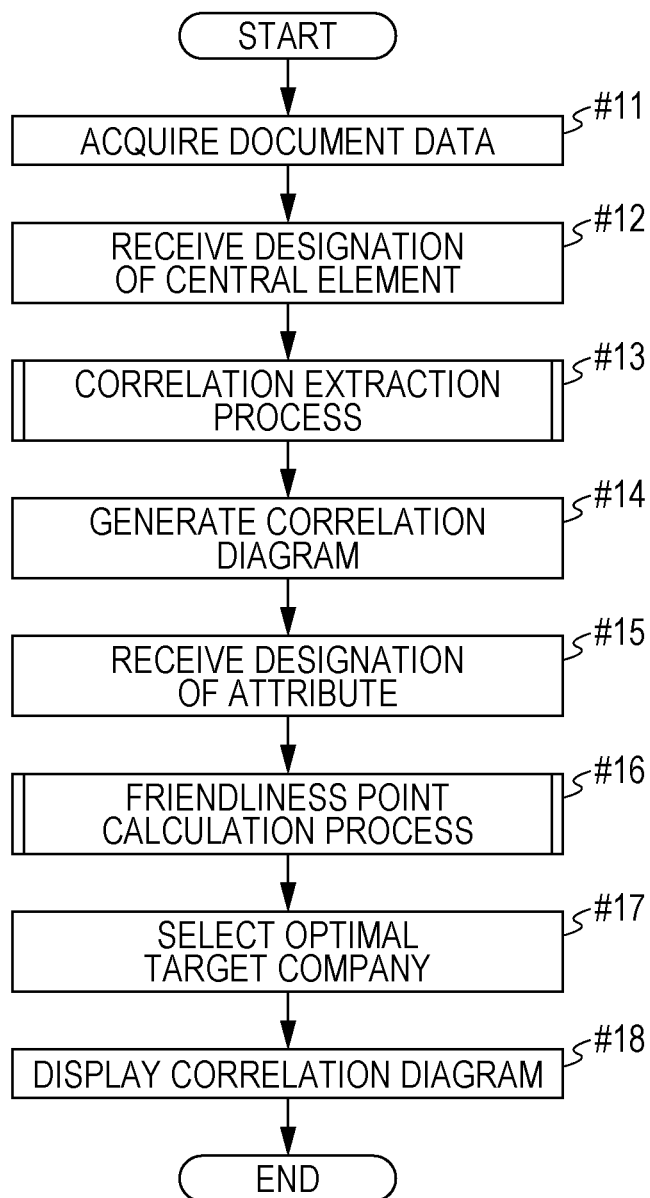 START
#11
ACQUIRE DOCUMENT DATA
#12
RECEIVE DESIGNATION
OF CENTRAL ELEMENT
#13
CORRELATION EXTRACTION
PROCESS
#14
GENERATE CORRELATION
DIAGRAM
#15
RECEIVE DESIGNATION
OF ATTRIBUTE
#16
FRIENDLINESS POINT
CALCULATION PROCESS
#17
SELECT OPTIMAL
TARGET COMPANY
#18
DISPLAY CORRELATION DIAGRAM
END